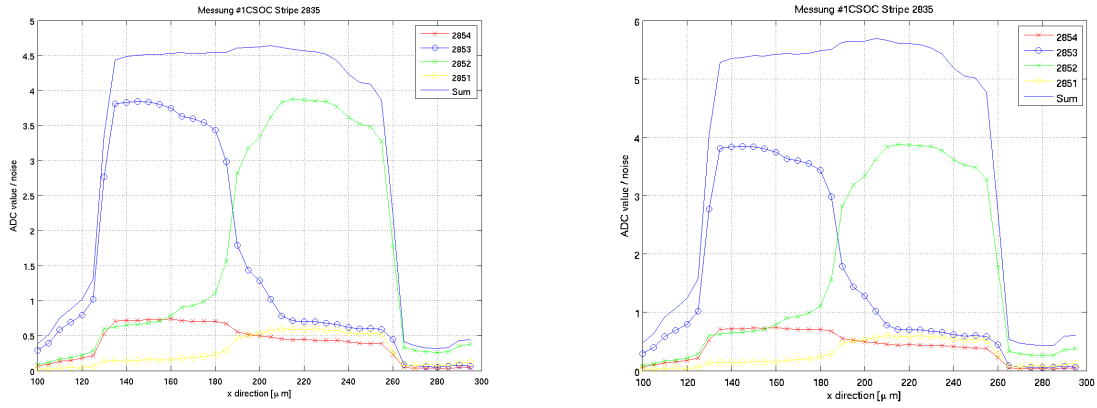 Messung #1CSOC Stripe 2835
5
4.5
4
3.5
3
2.5
2
1.5
1
0.5
0
ADC value / noise
100 120 140 160 180 200 220 240 260 280 300
x direction [μ m]
2854
2853
2852
2851
Sum
Messung #1CSOC Stripe 2835
6
5
4
3
2
1
0
ADC value / noise
100 120 140 160 180 200 220 240 260 280 300
x direction [μ m]
2854
2853
2852
2851
Sum